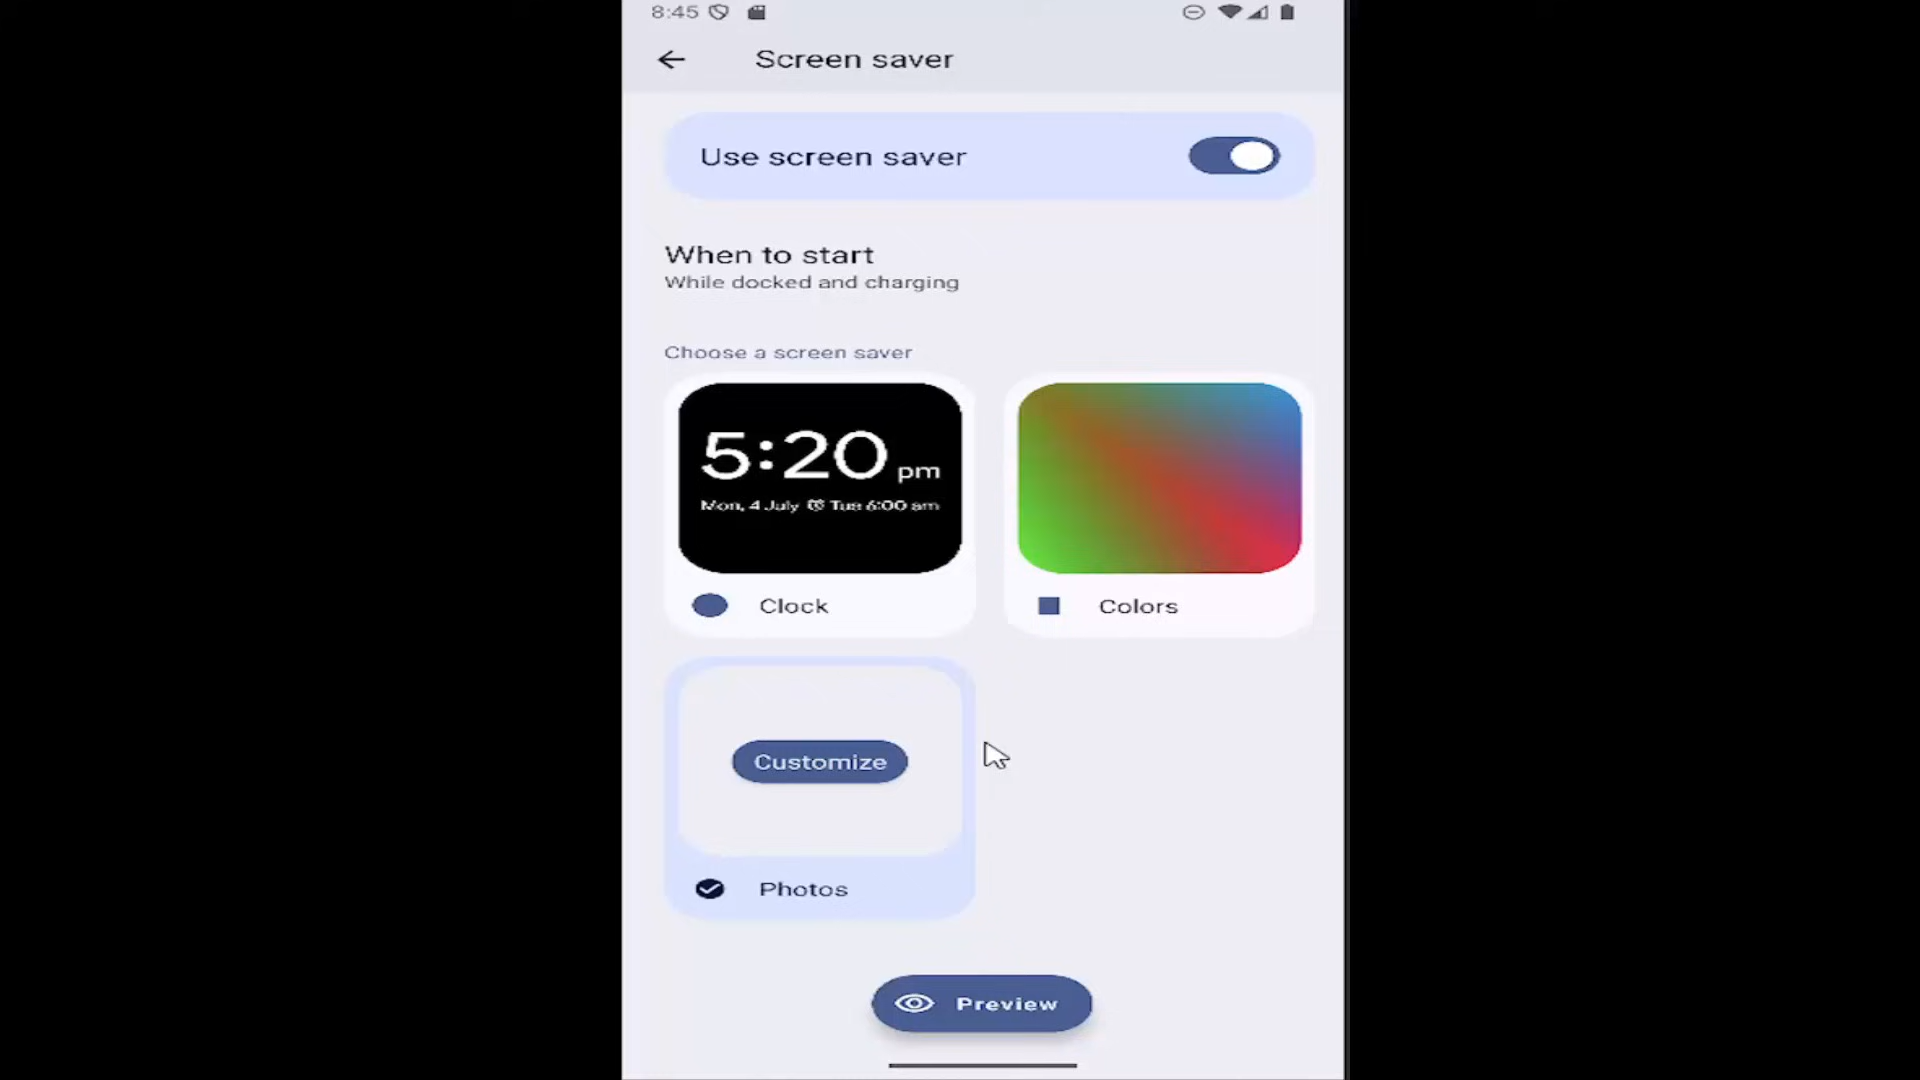 8:45
Screen saver
Use screen saver
When to start
While docked and charging
Choose a screen saver
5:20 pm
Mon, 4 July Tue 6:00 am
Clock
Colors
Customize
Photos
Preview